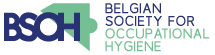 BSOH
BELGIAN
SOCIETY FOR
OCCUPATIONAL
HYGIENE